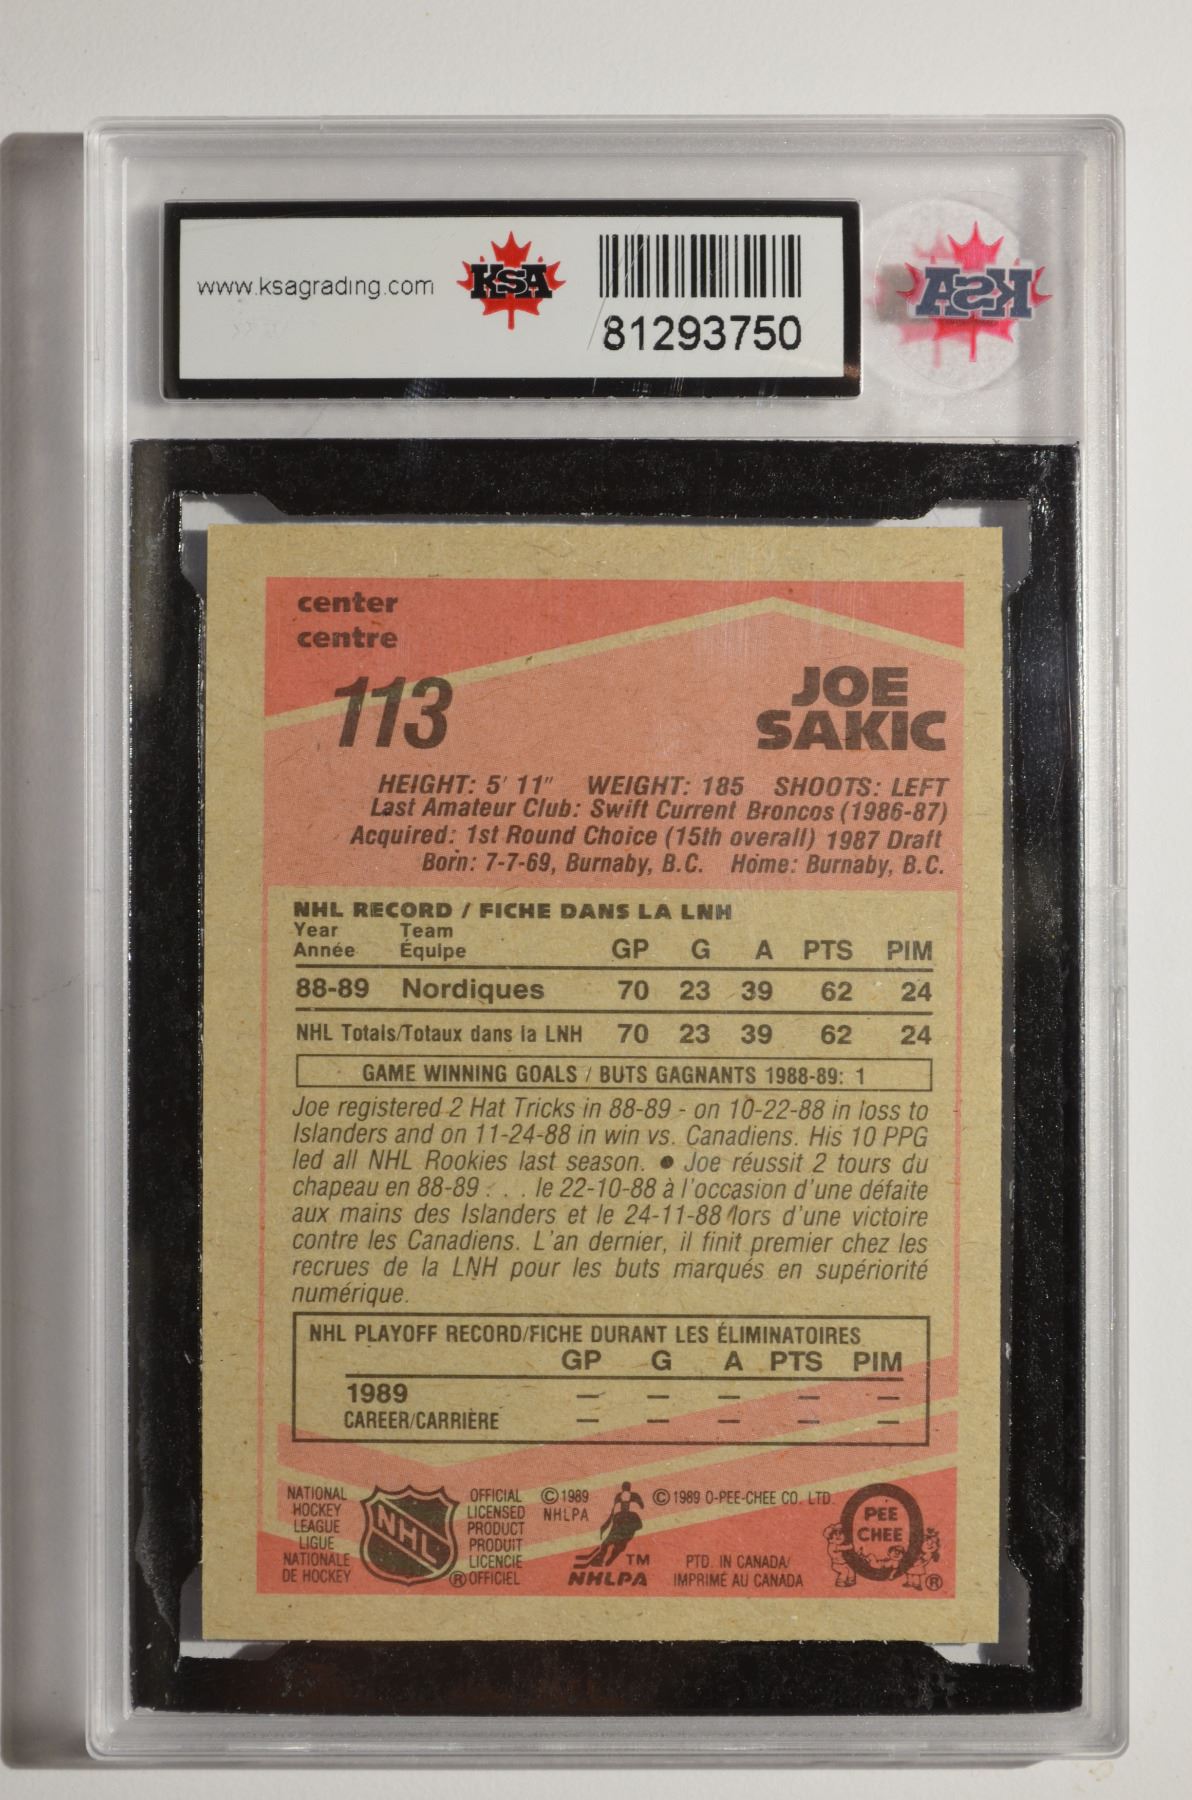 www.ksagrading.com
KSA
81293750
KSA
center
centre
113
JOE
SAKIC
HEIGHT: 5' 11" WEIGHT: 185 SHOOTS: LEFT
Last Amateur Club: Swift Current Broncos (1986-87)
Acquired: 1st Round Choice (15th overall) 1987 Draft
Born: 7-7-69, Burnaby, B.C. Home: Burnaby, B.C.
NHL RECORD / FICHE DANS LA LNH
Year Team
Année Équipe GP G A PTS PIM
88-89 Nordiques 70 23 39 62 24
NHL Totals/Totaux dans la LNH 70 23 39 62 24
GAME WINNING GOALS / BUTS GAGNANTS 1988-89: 1
Joe registered 2 Hat Tricks in 88-89 - on 10-22-88 in loss to
Islanders and on 11-24-88 in win vs. Canadiens. His 10 PPG
led all NHL Rookies last season. ● Joe réussit 2 tours du
chapeau en 88-89 . . . le 22-10-88 à l'occasion d'une défaite
aux mains des Islanders et le 24-11-88 lors d'une victoire
contre les Canadiens. L'an dernier, il finit premier chez les
recrues de la LNH pour les buts marqués en supériorité
numérique.
NHL PLAYOFF RECORD/FICHE DURANT LES ÉLIMINATOIRES
GP G A PTS PIM
1989 — — — — —
CAREER/CARRIÈRE — — — — —
NATIONAL
HOCKEY
LEAGUE
LIGUE
NATIONALE
DE HOCKEY
NHL
®
OFFICIAL
LICENSED
PRODUCT
PRODUIT
LICENCIE
OFFICIEL
©1989
NHLPA
TM
NHLPA
©1989 O-PEE-CHEE CO. LTD.
PTD. IN CANADA/
IMPRIMÉ AU CANADA
PEE
CHEE
®